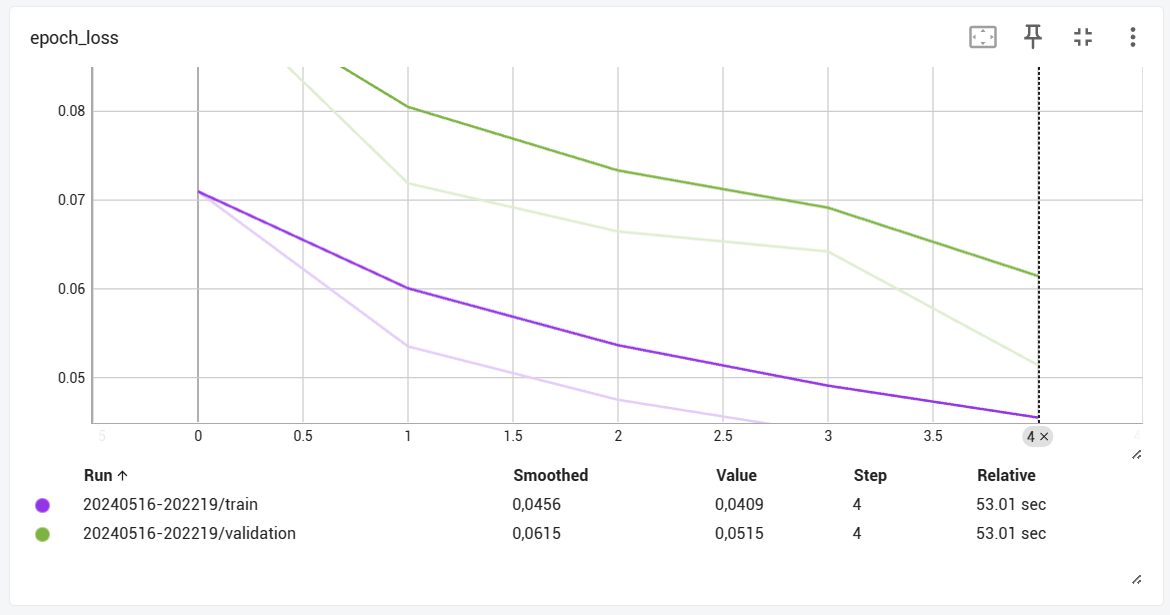 epoch_loss
0.08
0.07
0.06
0.05
5 0 0.5 1 1.5 2 2.5 3 3.5 4 × 4
Run ↑ Smoothed Value Step Relative
20240516-202219/train 0,0456 0,0409 4 53.01 sec
20240516-202219/validation 0,0615 0,0515 4 53.01 sec